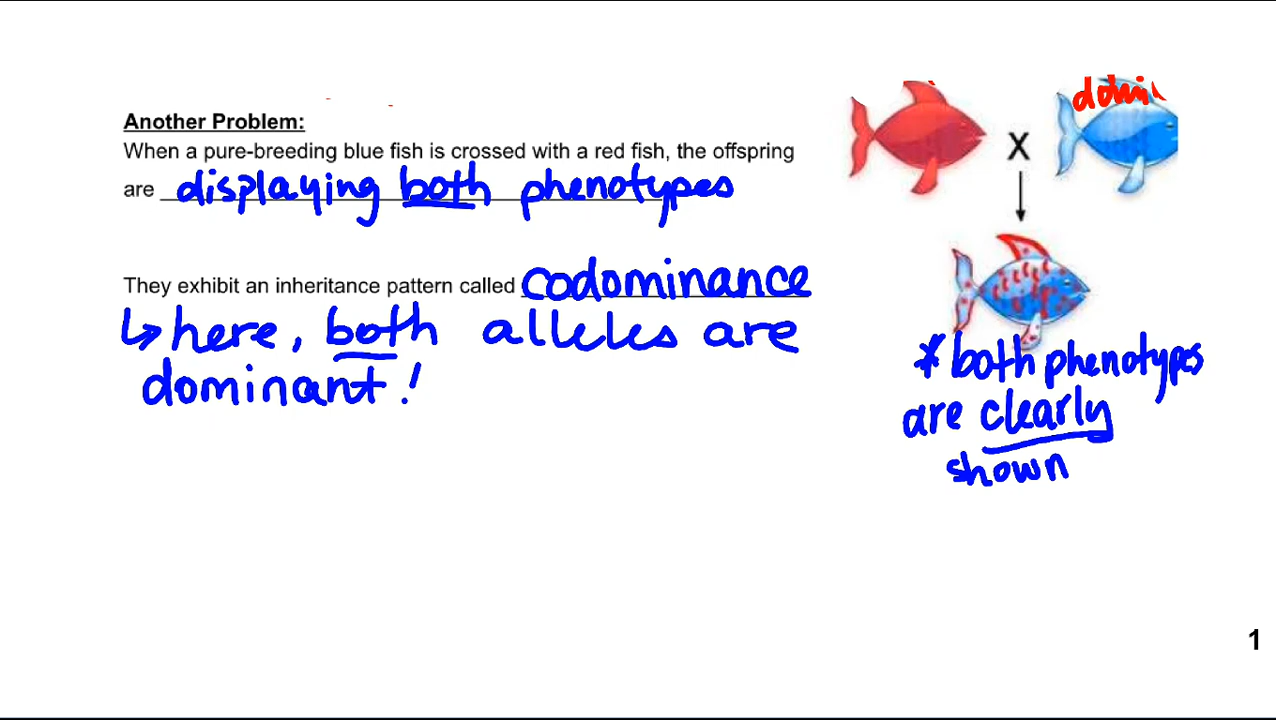 Another Problem:
When a pure-breeding blue fish is crossed with a red fish, the offspring
are displaying both phenotypes
They exhibit an inheritance pattern called codominance
↳ here, both alleles are
dominant!
X
* both phenotypes
are clearly
shown
1